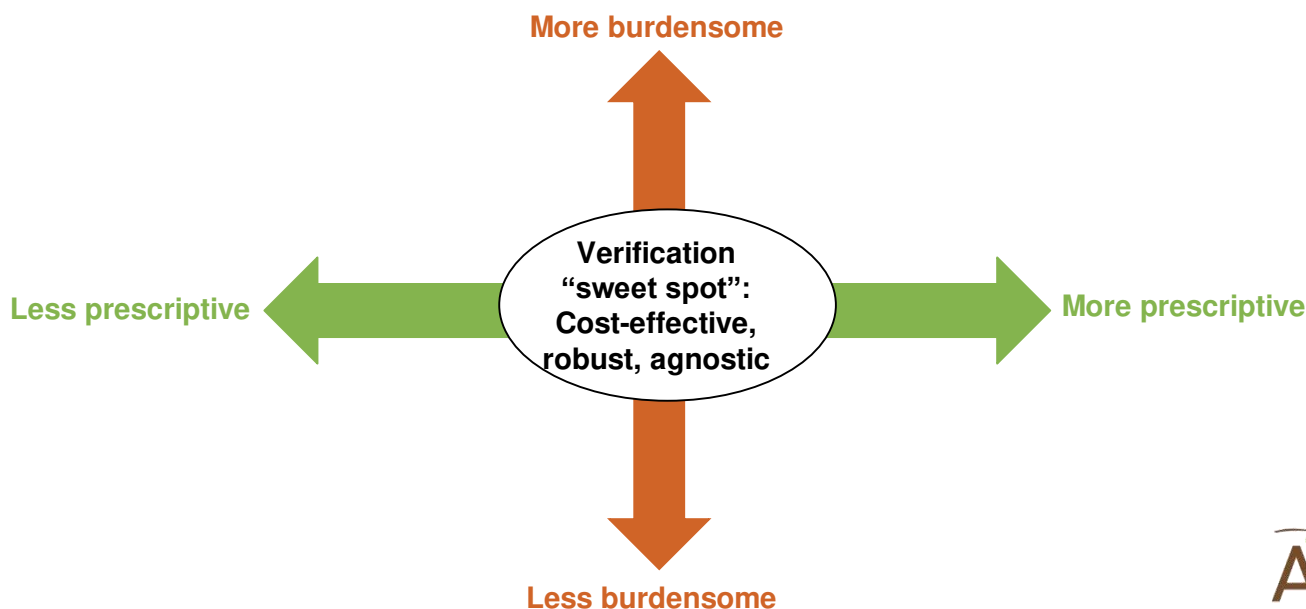 More burdensome
Verification
“sweet spot”:
Cost-effective,
robust, agnostic
Less prescriptive
More prescriptive
Less burdensome
A